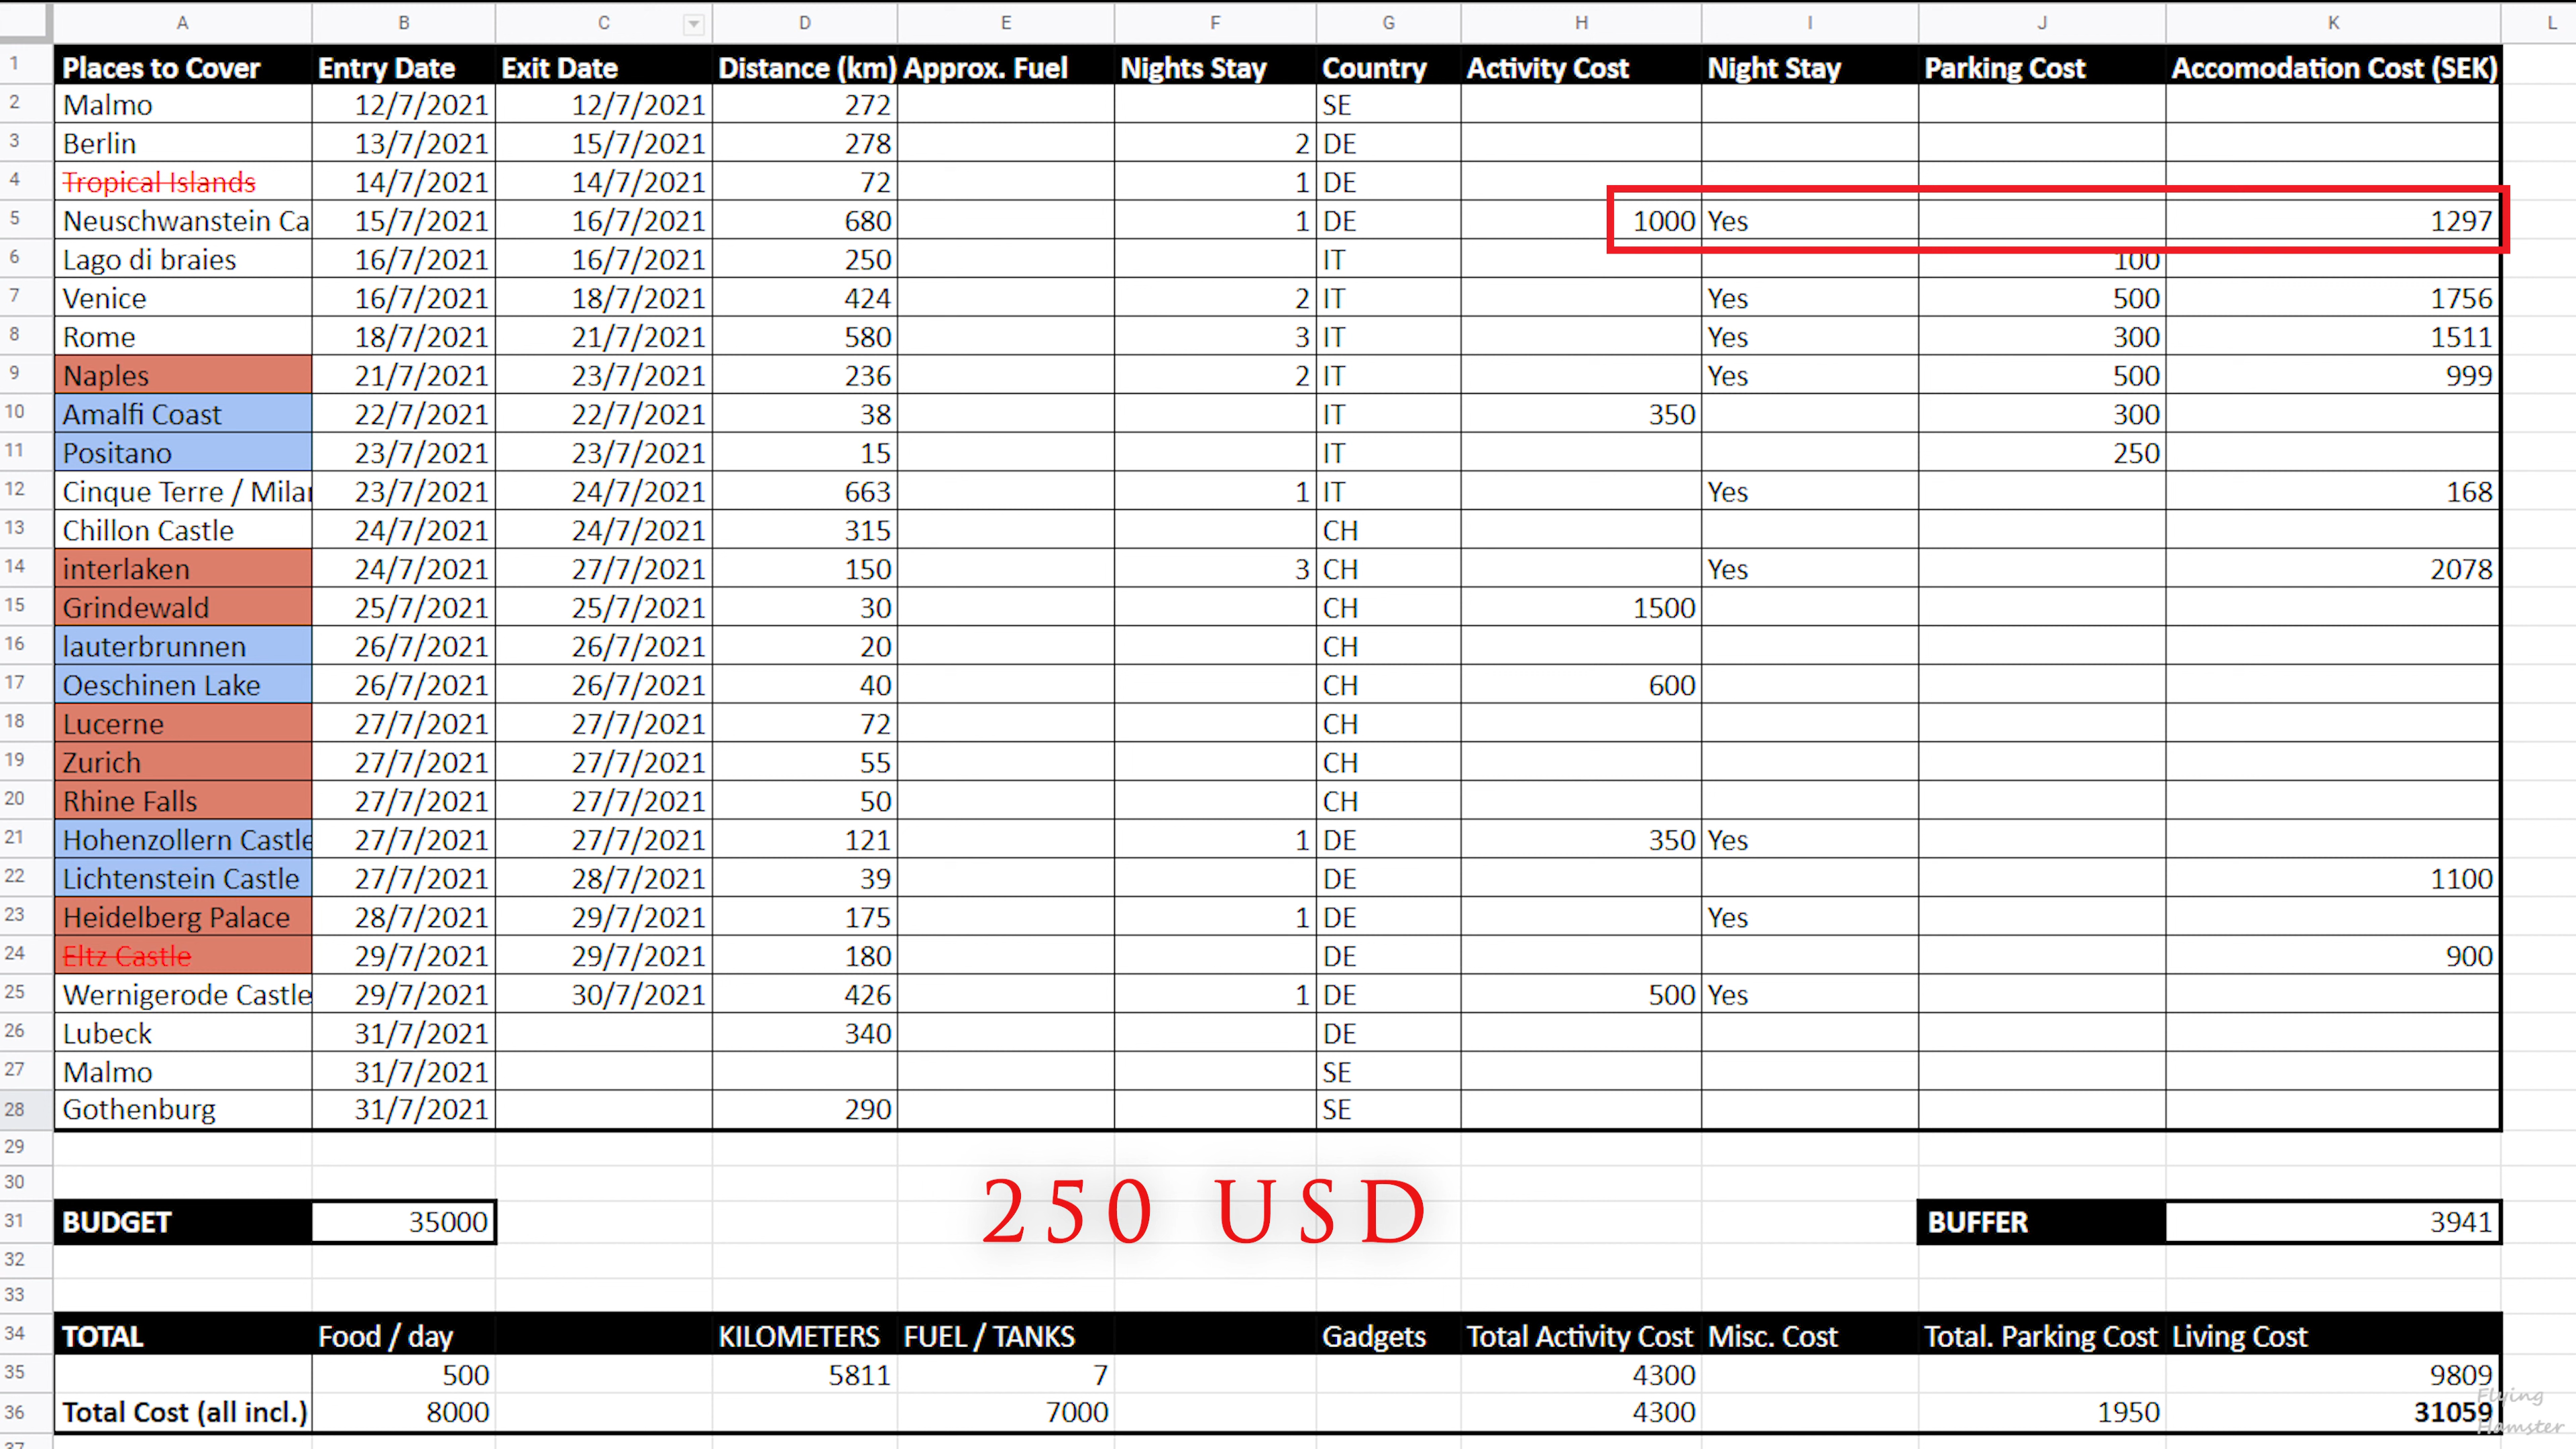 A B C D E F G H I J K L
1 Places to Cover Entry Date Exit Date Distance (km) Approx. Fuel Nights Stay Country Activity Cost Night Stay Parking Cost Accomodation Cost (SEK)
2 Malmo 12/7/2021 12/7/2021 272 SE
3 Berlin 13/7/2021 15/7/2021 278 2 DE
4 Tropical Islands 14/7/2021 14/7/2021 72 1 DE
5 Neuschwanstein Ca 15/7/2021 16/7/2021 680 1 DE 1000 Yes 1297
6 Lago di braies 16/7/2021 16/7/2021 250 IT 100
7 Venice 16/7/2021 18/7/2021 424 2 IT Yes 500 1756
8 Rome 18/7/2021 21/7/2021 580 3 IT Yes 300 1511
9 Naples 21/7/2021 23/7/2021 236 2 IT Yes 500 999
10 Amalfi Coast 22/7/2021 22/7/2021 38 IT 350 300
11 Positano 23/7/2021 23/7/2021 15 IT 250
12 Cinque Terre / Milan 23/7/2021 24/7/2021 663 1 IT Yes 168
13 Chillon Castle 24/7/2021 24/7/2021 315 CH
14 interlaken 24/7/2021 27/7/2021 150 3 CH Yes 2078
15 Grindewald 25/7/2021 25/7/2021 30 CH 1500
16 lauterbrunnen 26/7/2021 26/7/2021 20 CH
17 Oeschinen Lake 26/7/2021 26/7/2021 40 CH 600
18 Lucerne 27/7/2021 27/7/2021 72 CH
19 Zurich 27/7/2021 27/7/2021 55 CH
20 Rhine Falls 27/7/2021 27/7/2021 50 CH
21 Hohenzollern Castle 27/7/2021 27/7/2021 121 1 DE 350 Yes
22 Lichtenstein Castle 27/7/2021 28/7/2021 39 DE 1100
23 Heidelberg Palace 28/7/2021 29/7/2021 175 1 DE Yes
24 Eltz Castle 29/7/2021 29/7/2021 180 DE 900
25 Wernigerode Castle 29/7/2021 30/7/2021 426 1 DE 500 Yes
26 Lubeck 31/7/2021 340 DE
27 Malmo 31/7/2021 SE
28 Gothenburg 31/7/2021 290 SE
29
30
31 BUDGET 35000 250 USD BUFFER 3941
32
33
34 TOTAL Food / day KILOMETERS FUEL / TANKS Gadgets Total Activity Cost Misc. Cost Total. Parking Cost Living Cost
35 500 5811 7 4300 9809
36 Total Cost (all incl.) 8000 7000 4300 1950 31059
Flying
Hamster
37